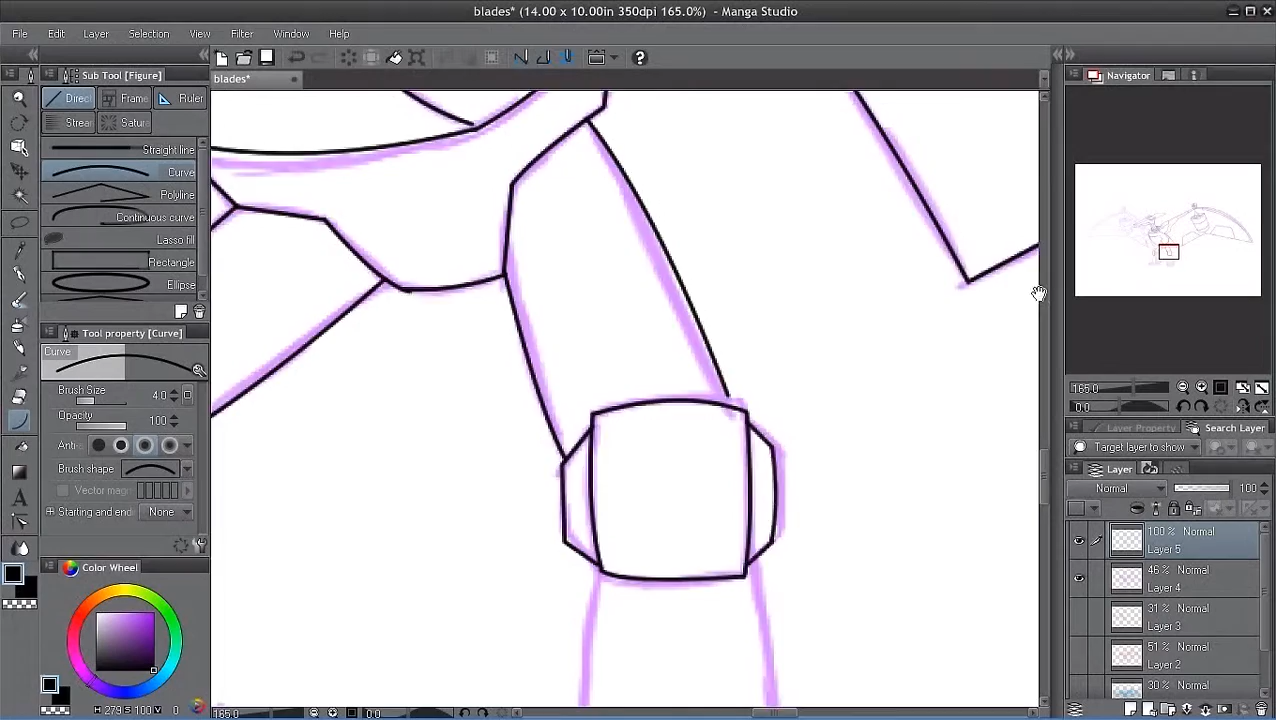 blades* (14.00 x 10.00in 350dpi 165.0%) - Manga Studio
File Edit Layer Selection View Filter Window Help
Sub Tool [Figure]
Direct Frame Ruler
Strea Satur
blades*
Straight line
Curve
Polyline
Continuous curve
Lasso fill
Rectangle
Ellipse
Tool property [Curve]
Curve
Brush Size 4.0
Opacity 100
Anti-
Brush shape
Vector mag
Starting and end None
Color Wheel
H 279 S 100 V 0
165.0 0.0
Navigator
165.0
0.0
Layer Property Search Layer
Target layer to show
Layer
Normal 100
100 % Normal
Layer 5
46 % Normal
Layer 4
31 % Normal
Layer 3
51 % Normal
Layer 2
30 % Normal